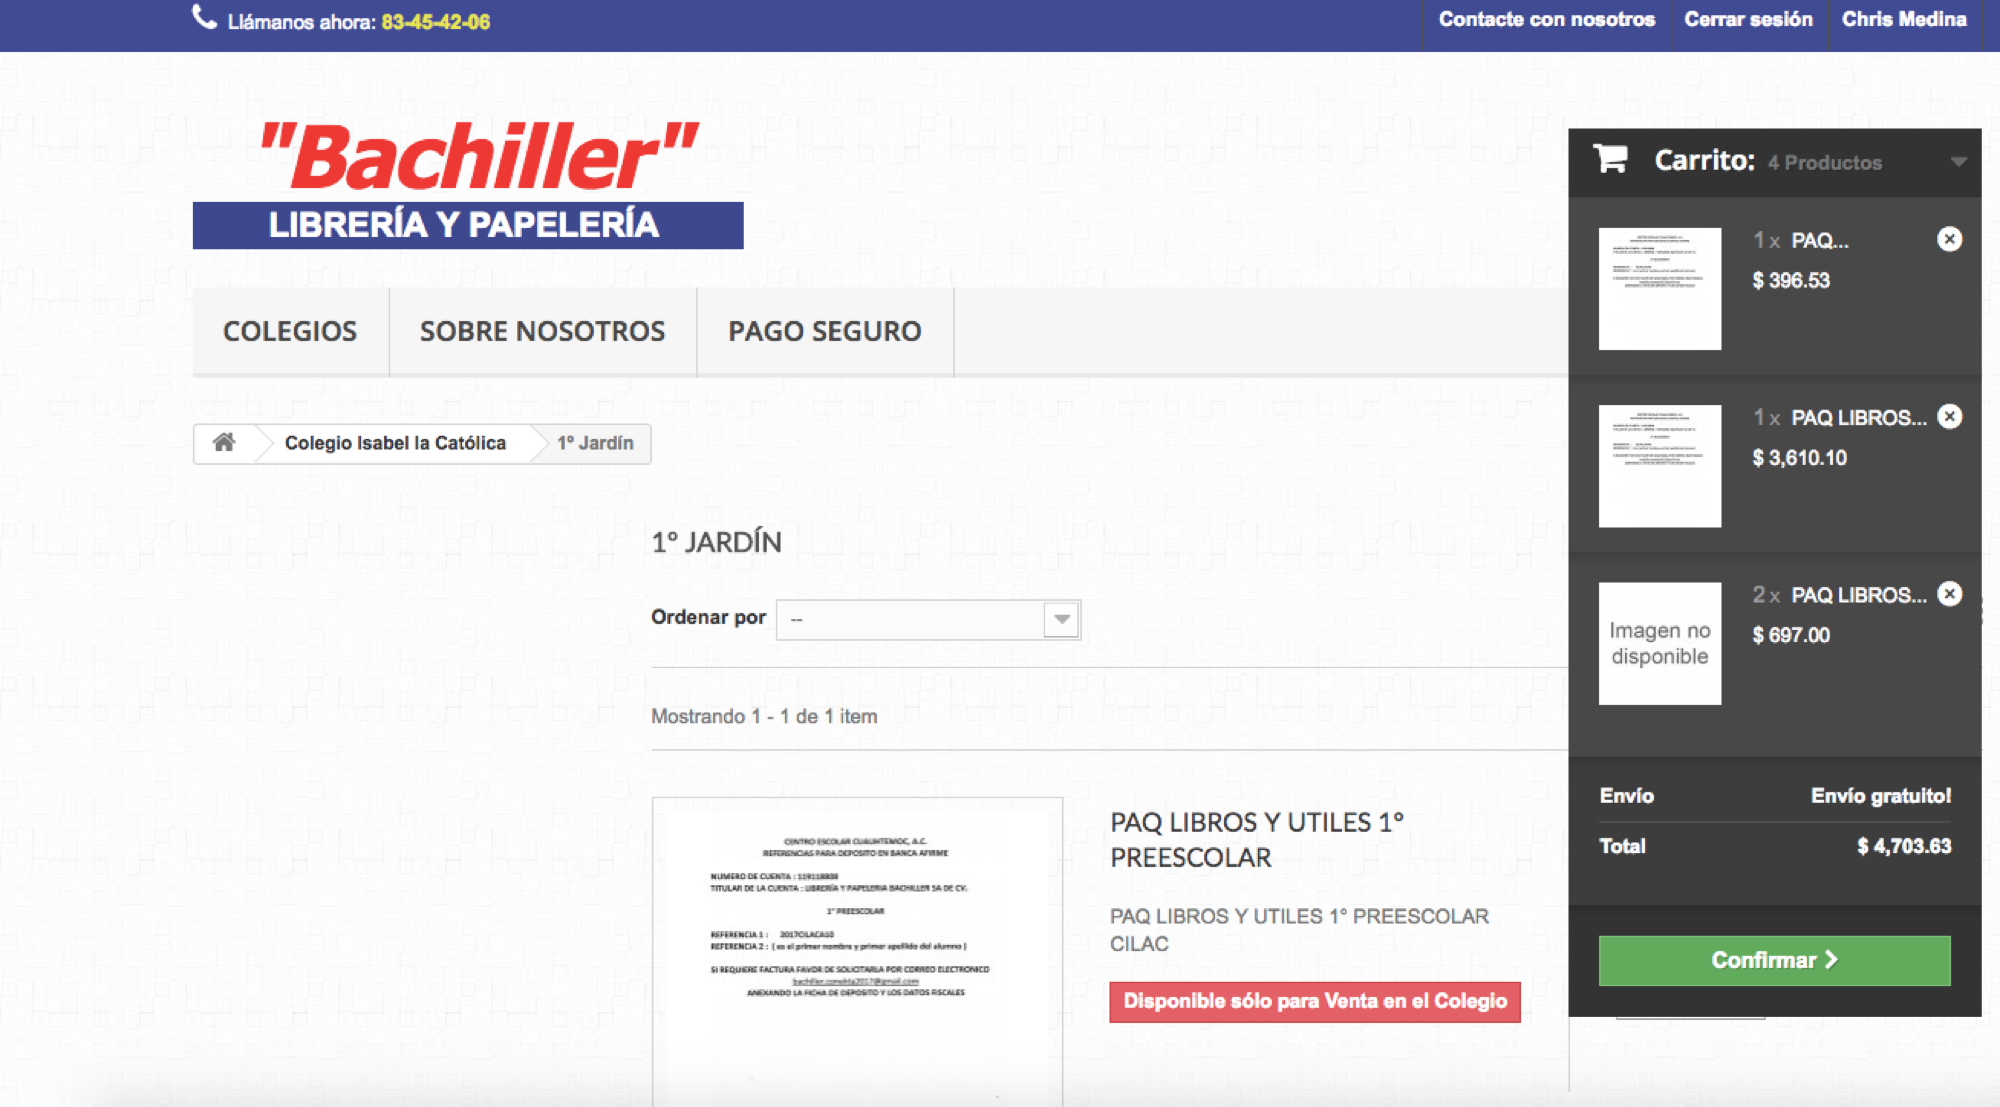 Llámanos ahora: 83-45-42-06
Contacte con nosotros
Cerrar sesión
Chris Medina
"Bachiller"
LIBRERÍA Y PAPELERÍA
COLEGIOS
SOBRE NOSOTROS
PAGO SEGURO
Colegio Isabel la Católica
1º Jardín
1º JARDÍN
Ordenar por
--
Mostrando 1 - 1 de 1 item
CENTRO ESCOLAR CUAUHTEMOC, A.C.
REFERENCIAS PARA DEPOSITO EN BANCA AFIRME
NUMERO DE CUENTA : 119118808
TITULAR DE LA CUENTA : LIBRERÍA Y PAPELERIA BACHILLER SA DE CV.
1° PREESCOLAR
REFERENCIA 1 : 2017CILACA10
REFERENCIA 2 : ( es el primer nombre y primer apellido del alumno )
SI REQUIERE FACTURA FAVOR DE SOLICITARLA POR CORREO ELECTRONICO
bachiller.conekta2017@gmail.com
ANEXANDO LA FICHA DE DEPOSITO Y LOS DATOS FISCALES
PAQ LIBROS Y UTILES 1°
PREESCOLAR
PAQ LIBROS Y UTILES 1° PREESCOLAR
CILAC
Disponible sólo para Venta en el Colegio
Carrito: 4 Productos
1 x PAQ...
$ 396.53
1 x PAQ LIBROS...
$ 3,610.10
Imagen no
disponible
2 x PAQ LIBROS...
$ 697.00
Envío Envío gratuito!
Total $ 4,703.63
Confirmar